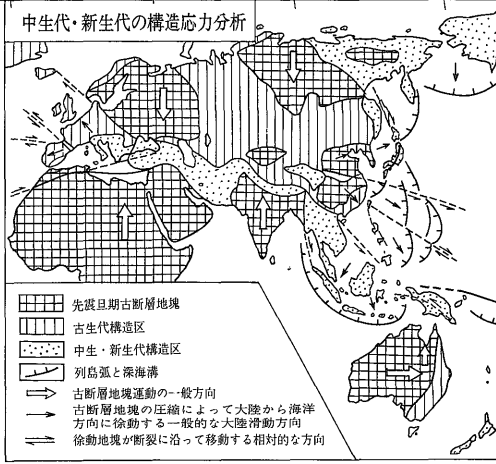 中生代・新生代の構造応力分析
先震旦期古断層地塊
古生代構造区
中生・新生代構造区
列島弧と深海溝
古断層地塊運動の一般方向
古断層地塊の圧縮によって大陸から海洋
方向に徐動する一般的な大陸滑動方向
徐動地塊が断裂に沿って移動する相対的な方向